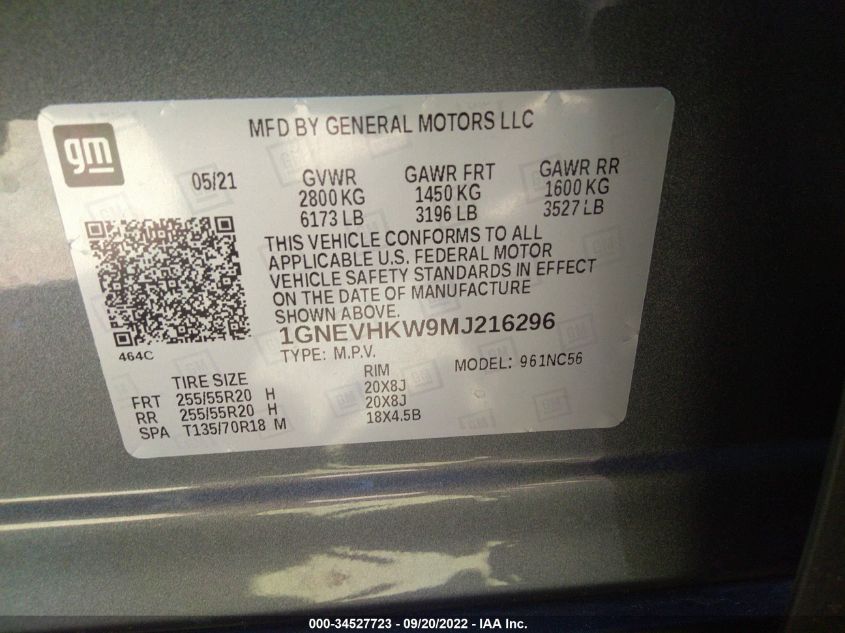 gm
MFD BY GENERAL MOTORS LLC
05/21 GVWR GAWR FRT GAWR RR
2800 KG 1450 KG 1600 KG
6173 LB 3196 LB 3527 LB
THIS VEHICLE CONFORMS TO ALL
APPLICABLE U.S. FEDERAL MOTOR
VEHICLE SAFETY STANDARDS IN EFFECT
ON THE DATE OF MANUFACTURE
SHOWN ABOVE.
1GNEVHKW9MJ216296
464C
TYPE: M.P.V. MODEL: 961NC56
TIRE SIZE RIM
FRT 255/55R20 H 20X8J
RR 255/55R20 H 20X8J
SPA T135/70R18 M 18X4.5B
000-34527723 - 09/20/2022 - IAA Inc.